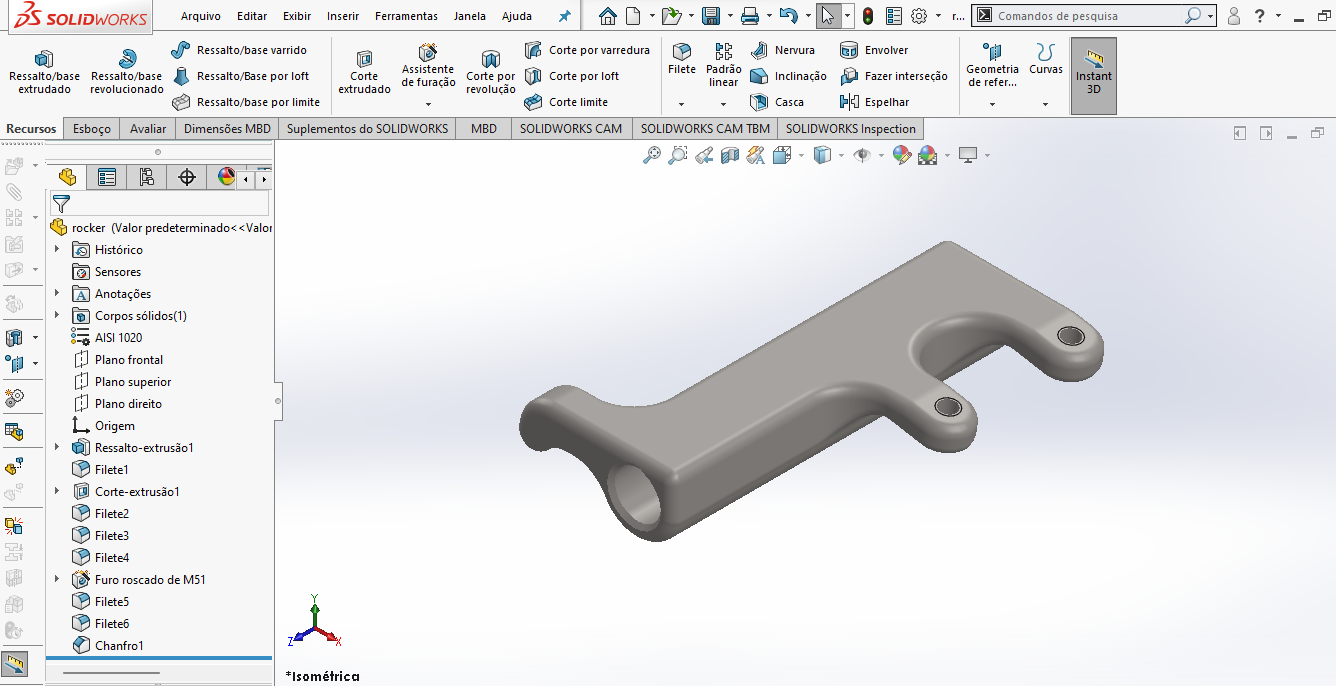 SOLIDWORKS
Arquivo Editar Exibir Inserir Ferramentas Janela Ajuda
r...
Comandos de pesquisa
?
Ressalto/base extrudado
Ressalto/base revolucionado
Ressalto/base varrido
Ressalto/Base por loft
Ressalto/base por limite
Corte extrudado
Assistente de furação
Corte por revolução
Corte por varredura
Corte por loft
Corte limite
Filete
Padrão linear
Nervura
Inclinação
Casca
Envolver
Fazer interseção
Espelhar
Geometria de refer...
Curvas
Instant 3D
Recursos Esboço Avaliar Dimensões MBD Suplementos do SOLIDWORKS MBD SOLIDWORKS CAM SOLIDWORKS CAM TBM SOLIDWORKS Inspection
rocker (Valor predeterminado<<Valor
Histórico
Sensores
Anotações
Corpos sólidos(1)
AISI 1020
Plano frontal
Plano superior
Plano direito
Origem
Ressalto-extrusão1
Filete1
Corte-extrusão1
Filete2
Filete3
Filete4
Furo roscado de M51
Filete5
Filete6
Chanfro1
Y
Z
X
*Isométrica